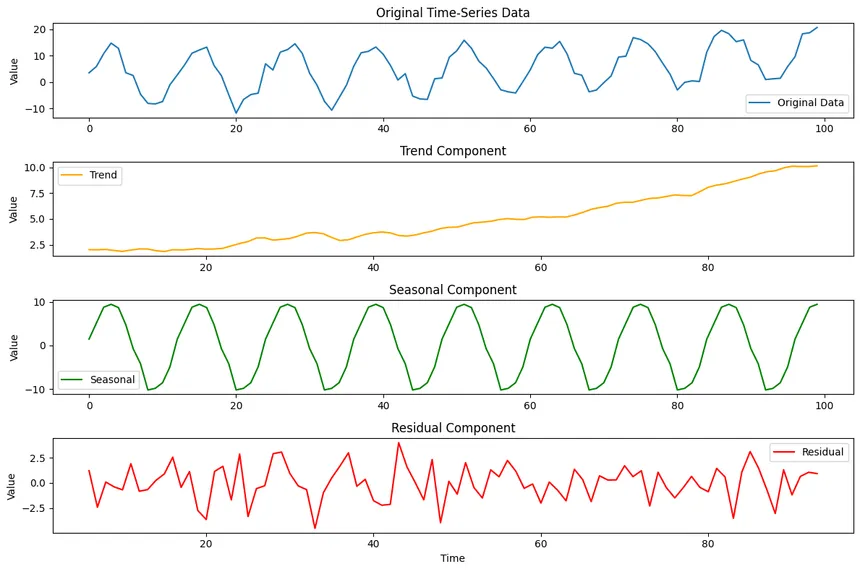 Original Time-Series Data
Value
20
10
0
−10
Original Data
0 20 40 60 80 100
Trend Component
Value
10.0
7.5
5.0
2.5
Trend
20 40 60 80
Seasonal Component
Value
10
0
−10
Seasonal
0 20 40 60 80 100
Residual Component
Value
2.5
0.0
−2.5
Residual
20 40 60 80
Time